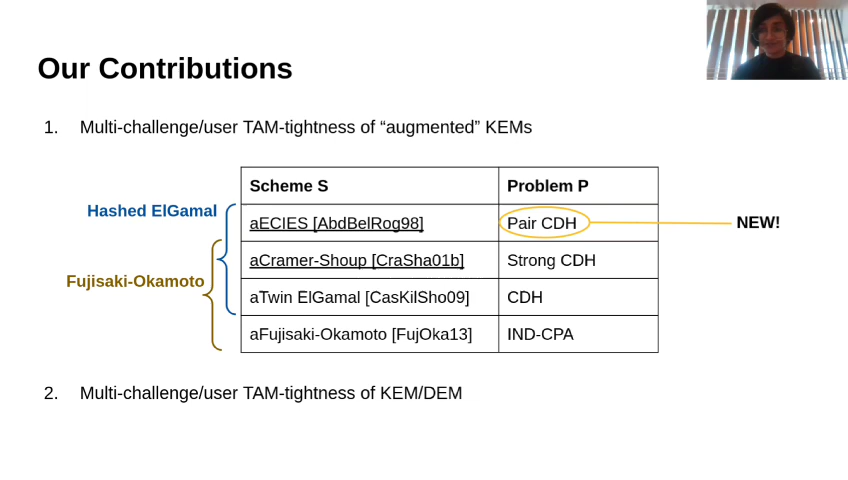 Our Contributions
1. Multi-challenge/user TAM-tightness of “augmented” KEMs
Scheme S Problem P
Hashed ElGamal
aECIES [AbdBelRog98] Pair CDH NEW!
aCramer-Shoup [CraSha01b] Strong CDH
Fujisaki-Okamoto
aTwin ElGamal [CasKilSho09] CDH
aFujisaki-Okamoto [FujOka13] IND-CPA
2. Multi-challenge/user TAM-tightness of KEM/DEM